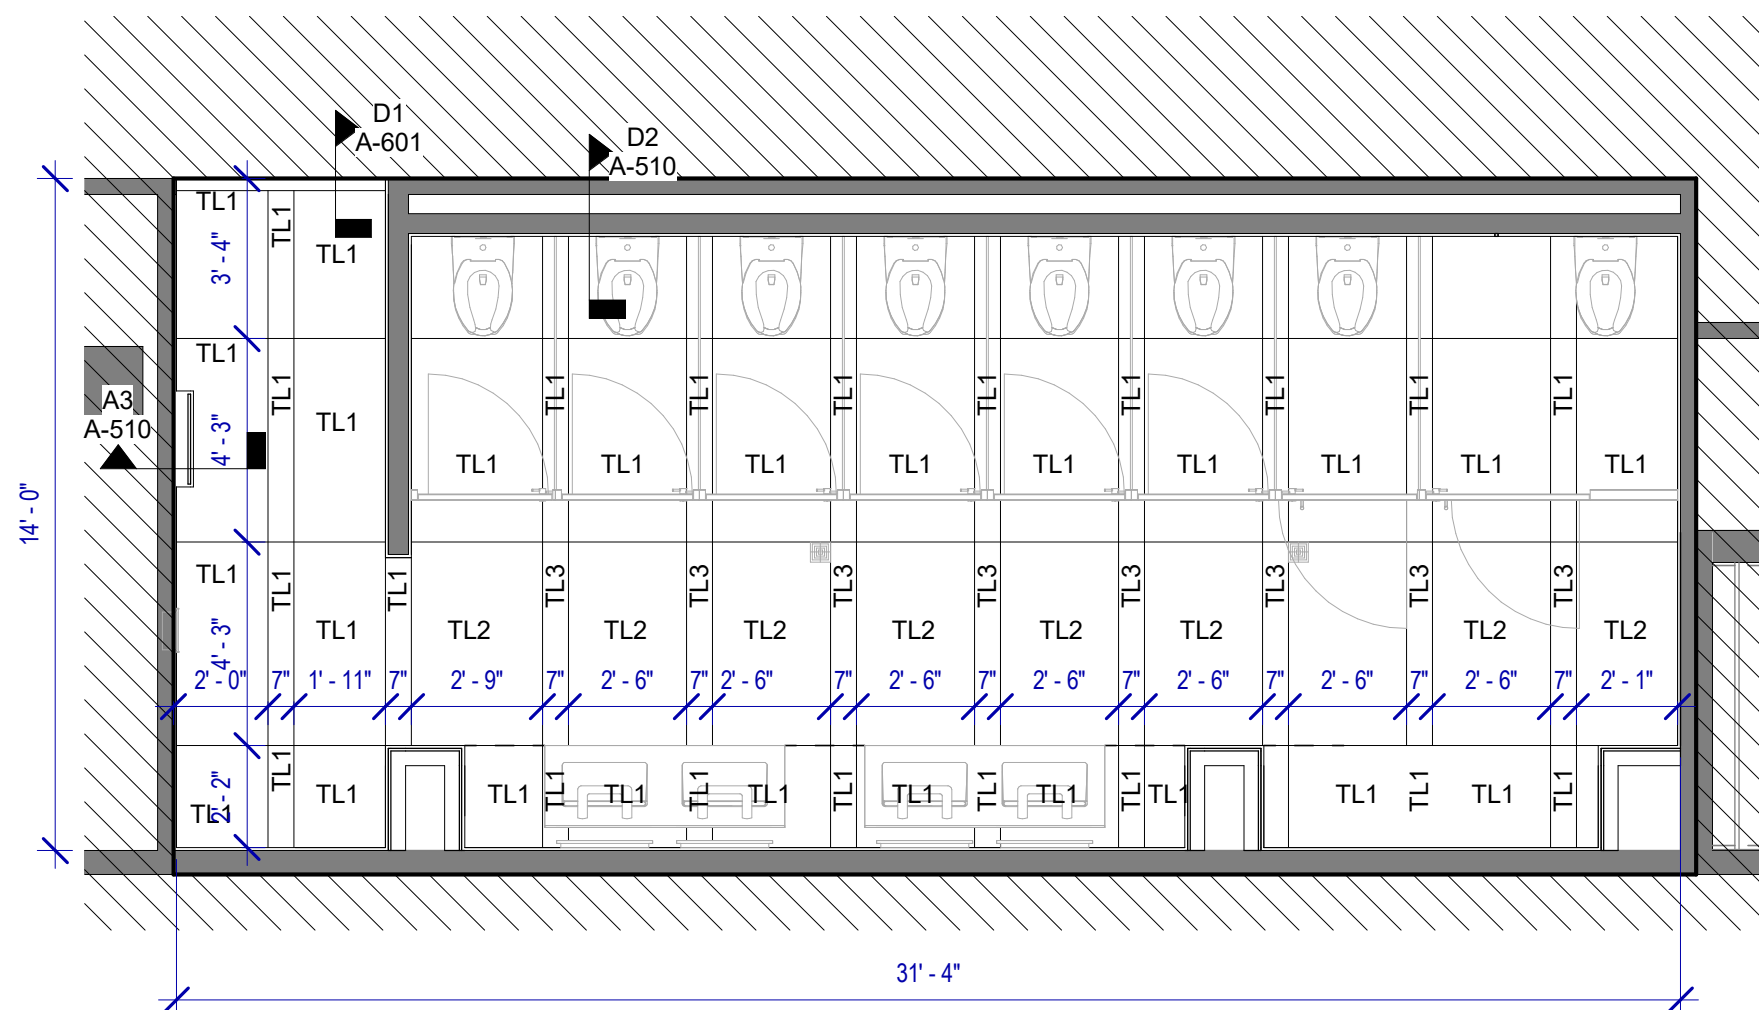 D1
A-601
D2
A-510
TL1
TL1
TL1
3' - 4"
TL1
TL1
TL1
4' - 3"
A3
A-510
TL1 TL1 TL1 TL1 TL1 TL1 TL1 TL1
TL1 TL1 TL1 TL1 TL1 TL1 TL1 TL1 TL1
14' - 0"
TL1
TL1
TL1
TL1
4' - 3"
TL3 TL3 TL3 TL3 TL3 TL3 TL3 TL3
TL2 TL2 TL2 TL2 TL2 TL2 TL2 TL2
2' - 0" 7" 1' - 11" 7" 2' - 9" 7" 2' - 6" 7" 2' - 6" 7" 2' - 6" 7" 2' - 6" 7" 2' - 6" 7" 2' - 6" 7" 2' - 6" 7" 2' - 1"
TL1
2' - 2"
TL1
TL1
TL1 TL1 TL1 TL1 TL1 TL1 TL1 TL1 TL1 TL1 TL1 TL1 TL1 TL1 TL1
31' - 4"